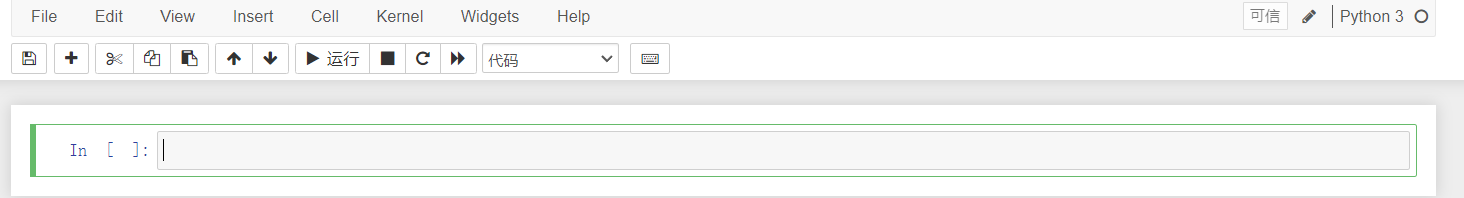 File Edit View Insert Cell Kernel Widgets Help 可信 Python 3
运行 代码
In [ ]: